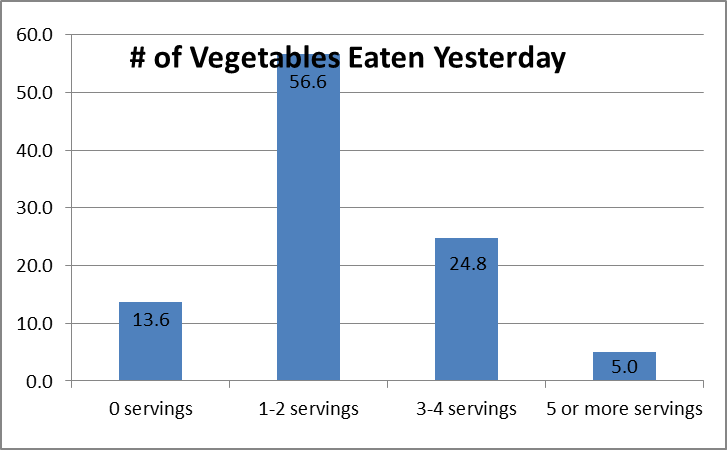 # of Vegetables Eaten Yesterday
60.0
50.0
40.0
30.0
20.0
10.0
0.0
13.6
56.6
24.8
5.0
0 servings
1-2 servings
3-4 servings
5 or more servings